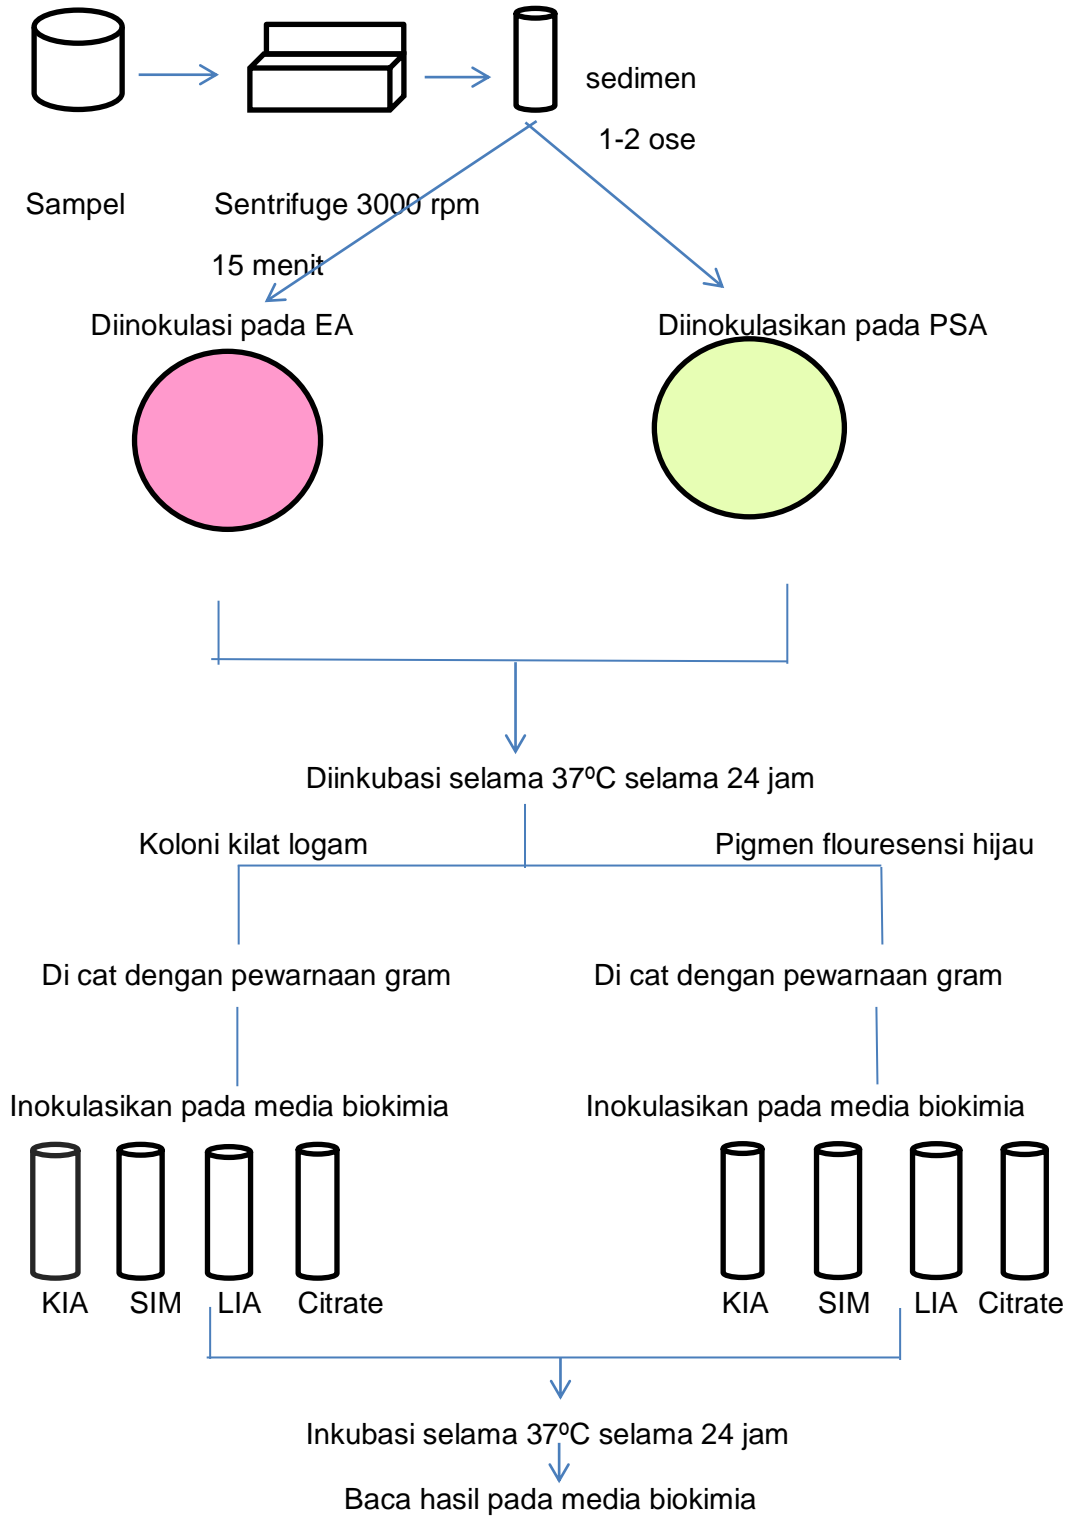 sedimen
1-2 ose
Sampel
Sentrifuge 3000 rpm
15 menit
Diinokulasi pada EA
Diinokulasikan pada PSA
Diinkubasi selama 37⁰C selama 24 jam
Koloni kilat logam
Pigmen flouresensi hijau
Di cat dengan pewarnaan gram
Di cat dengan pewarnaan gram
Inokulasikan pada media biokimia
Inokulasikan pada media biokimia
KIA SIM LIA Citrate
KIA SIM LIA Citrate
Inkubasi selama 37⁰C selama 24 jam
Baca hasil pada media biokimia